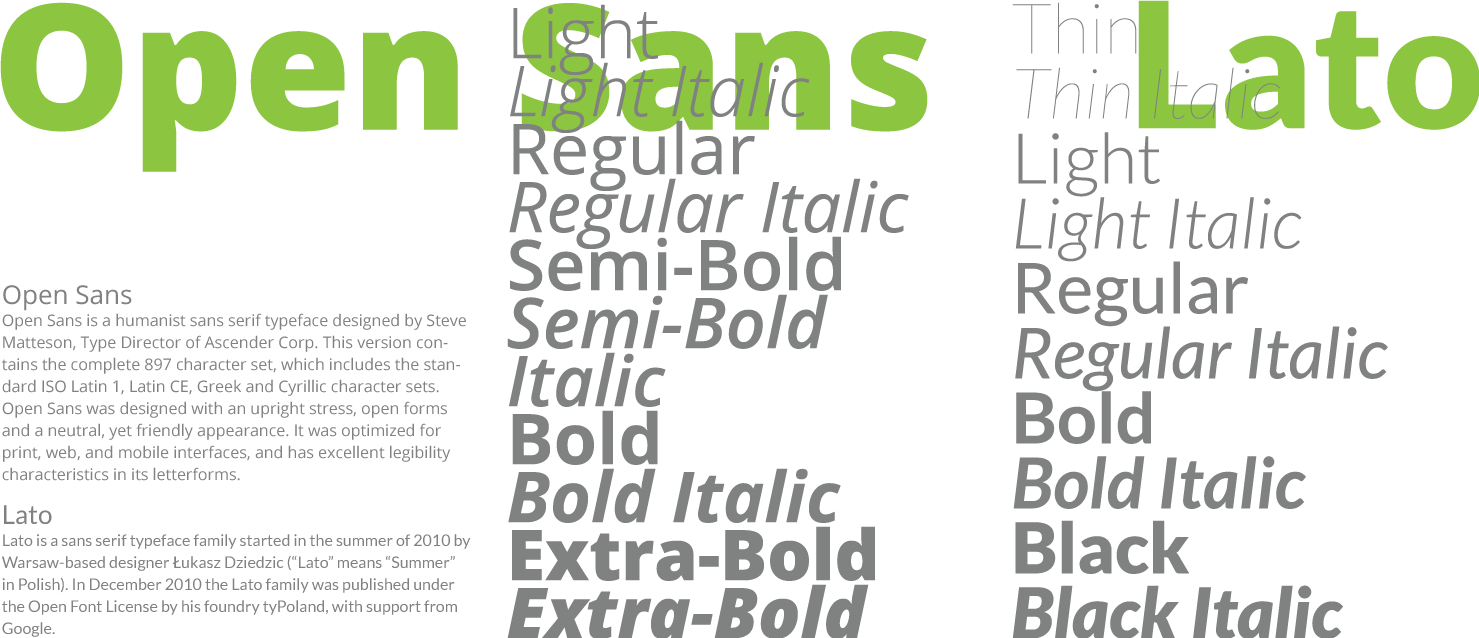 Open Sans
Lato
Open Sans
Open Sans is a humanist sans serif typeface designed by Steve
Matteson, Type Director of Ascender Corp. This version con-
tains the complete 897 character set, which includes the stan-
dard ISO Latin 1, Latin CE, Greek and Cyrillic character sets.
Open Sans was designed with an upright stress, open forms
and a neutral, yet friendly appearance. It was optimized for
print, web, and mobile interfaces, and has excellent legibility
characteristics in its letterforms.
Lato
Lato is a sans serif typeface family started in the summer of 2010 by
Warsaw-based designer Łukasz Dziedzic (“Lato” means “Summer”
in Polish). In December 2010 the Lato family was published under
the Open Font License by his foundry tyPoland, with support from
Google.
Light
Light Italic
Regular
Regular Italic
Semi-Bold
Semi-Bold
Italic
Bold
Bold Italic
Extra-Bold
Extra-Bold
Thin
Thin Italic
Light
Light Italic
Regular
Regular Italic
Bold
Bold Italic
Black
Black Italic